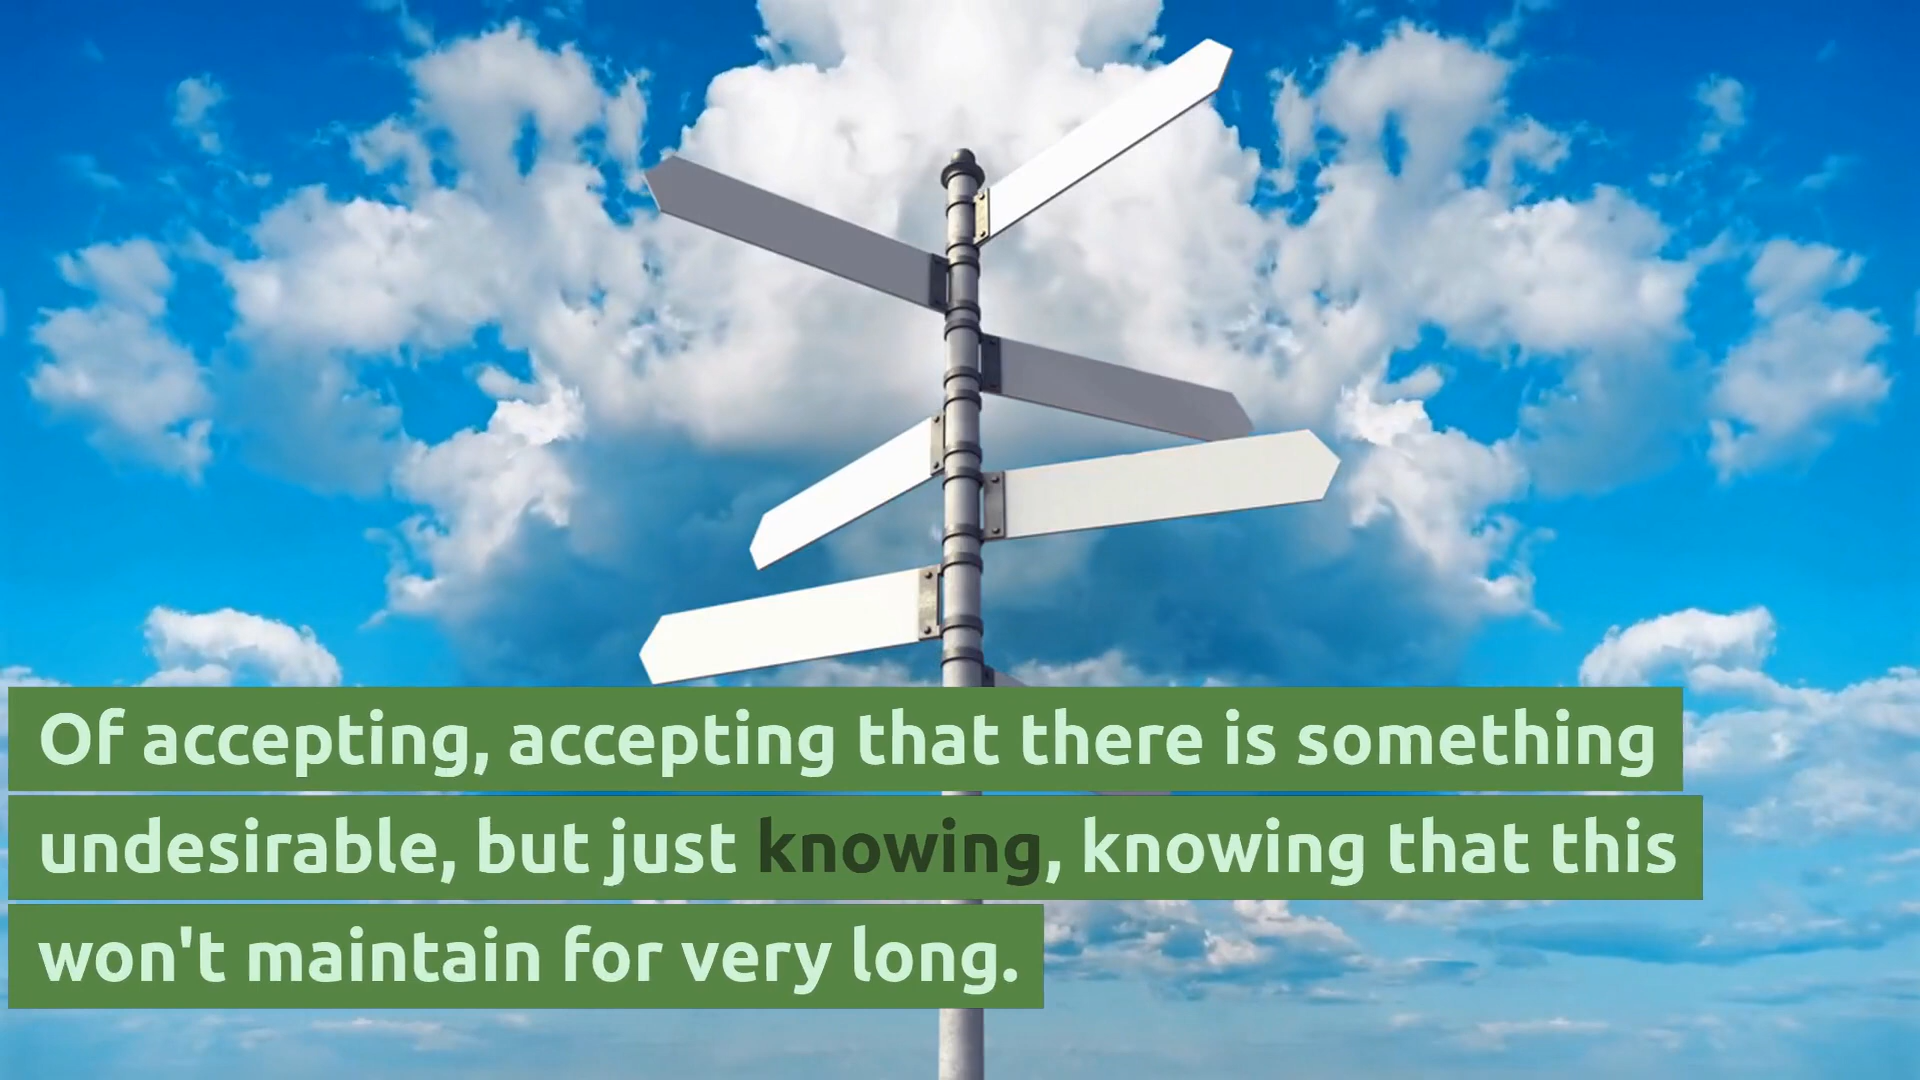 Of accepting, accepting that there is something
undesirable, but just knowing, knowing that this
won't maintain for very long.